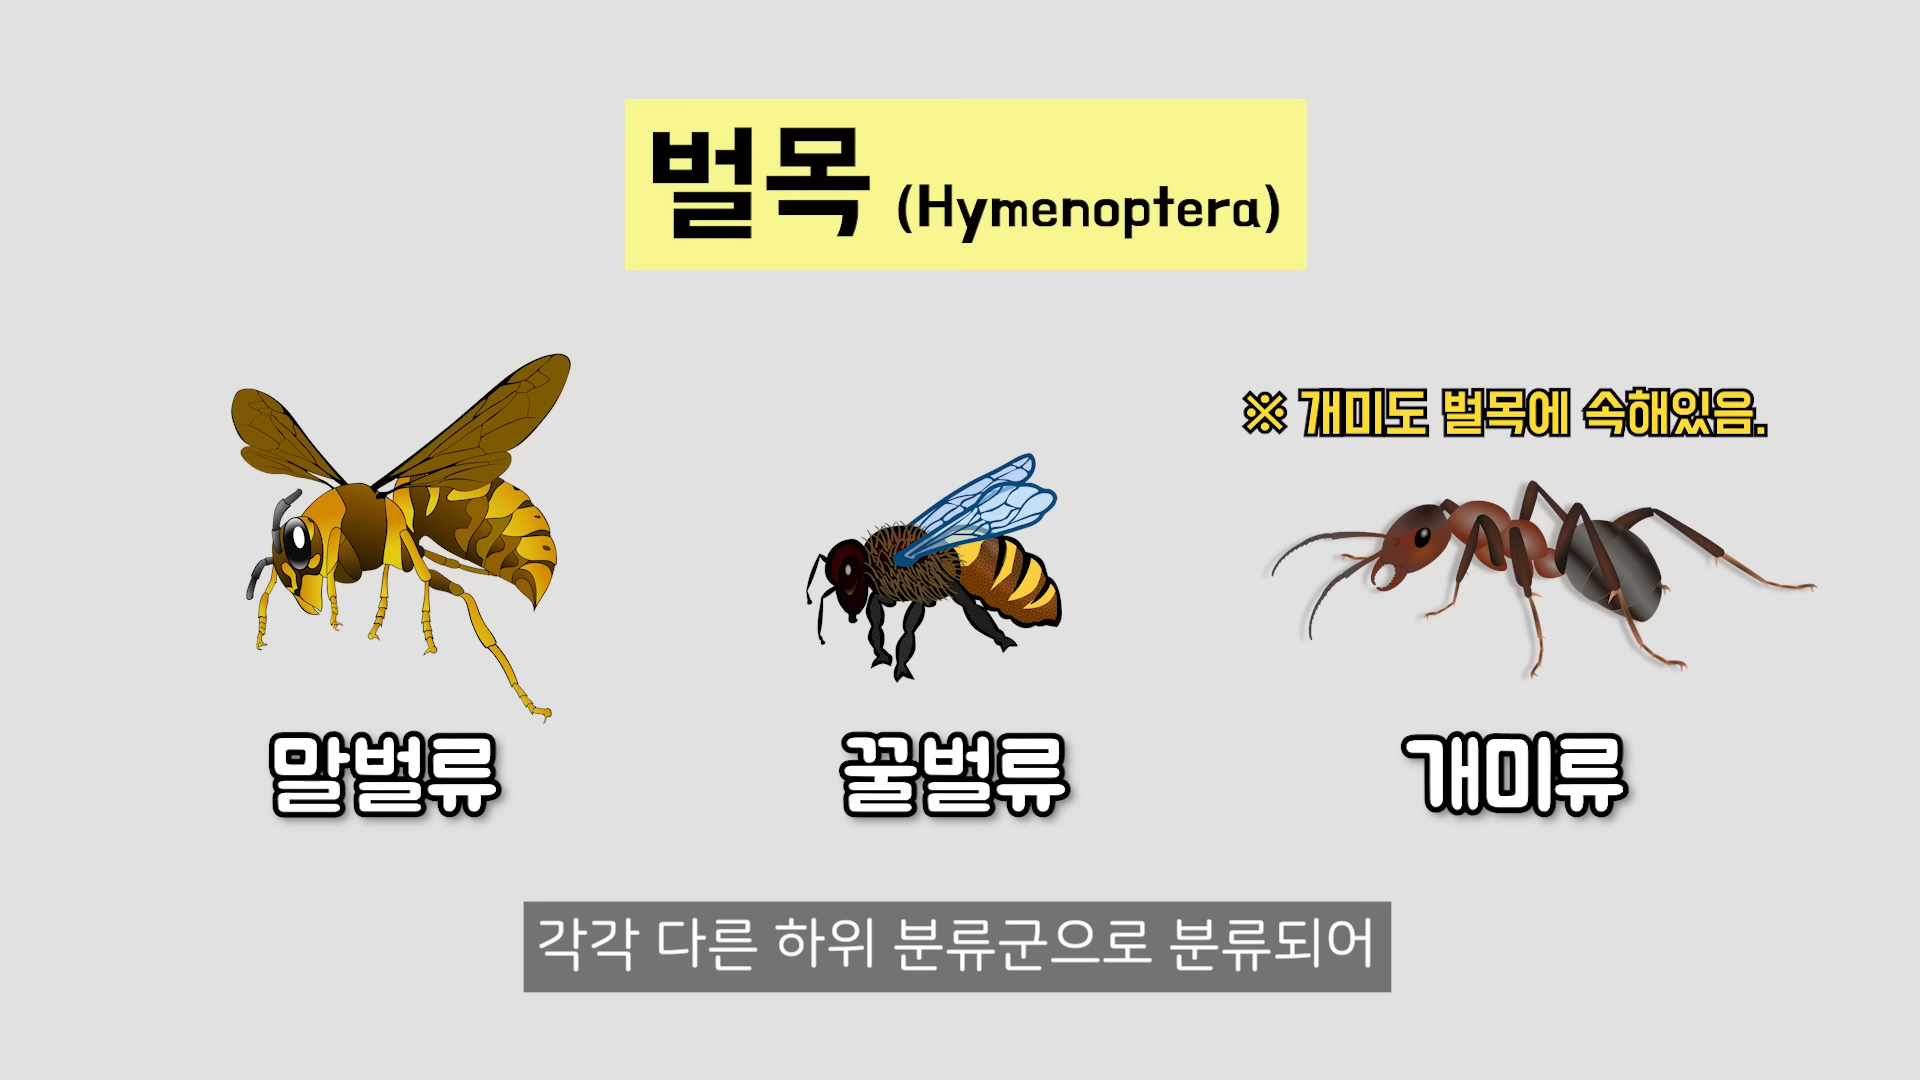 벌목 (Hymenoptera)
※ 개미도 벌목에 속해있음.
말벌류
꿀벌류
개미류
각각 다른 하위 분류군으로 분류되어